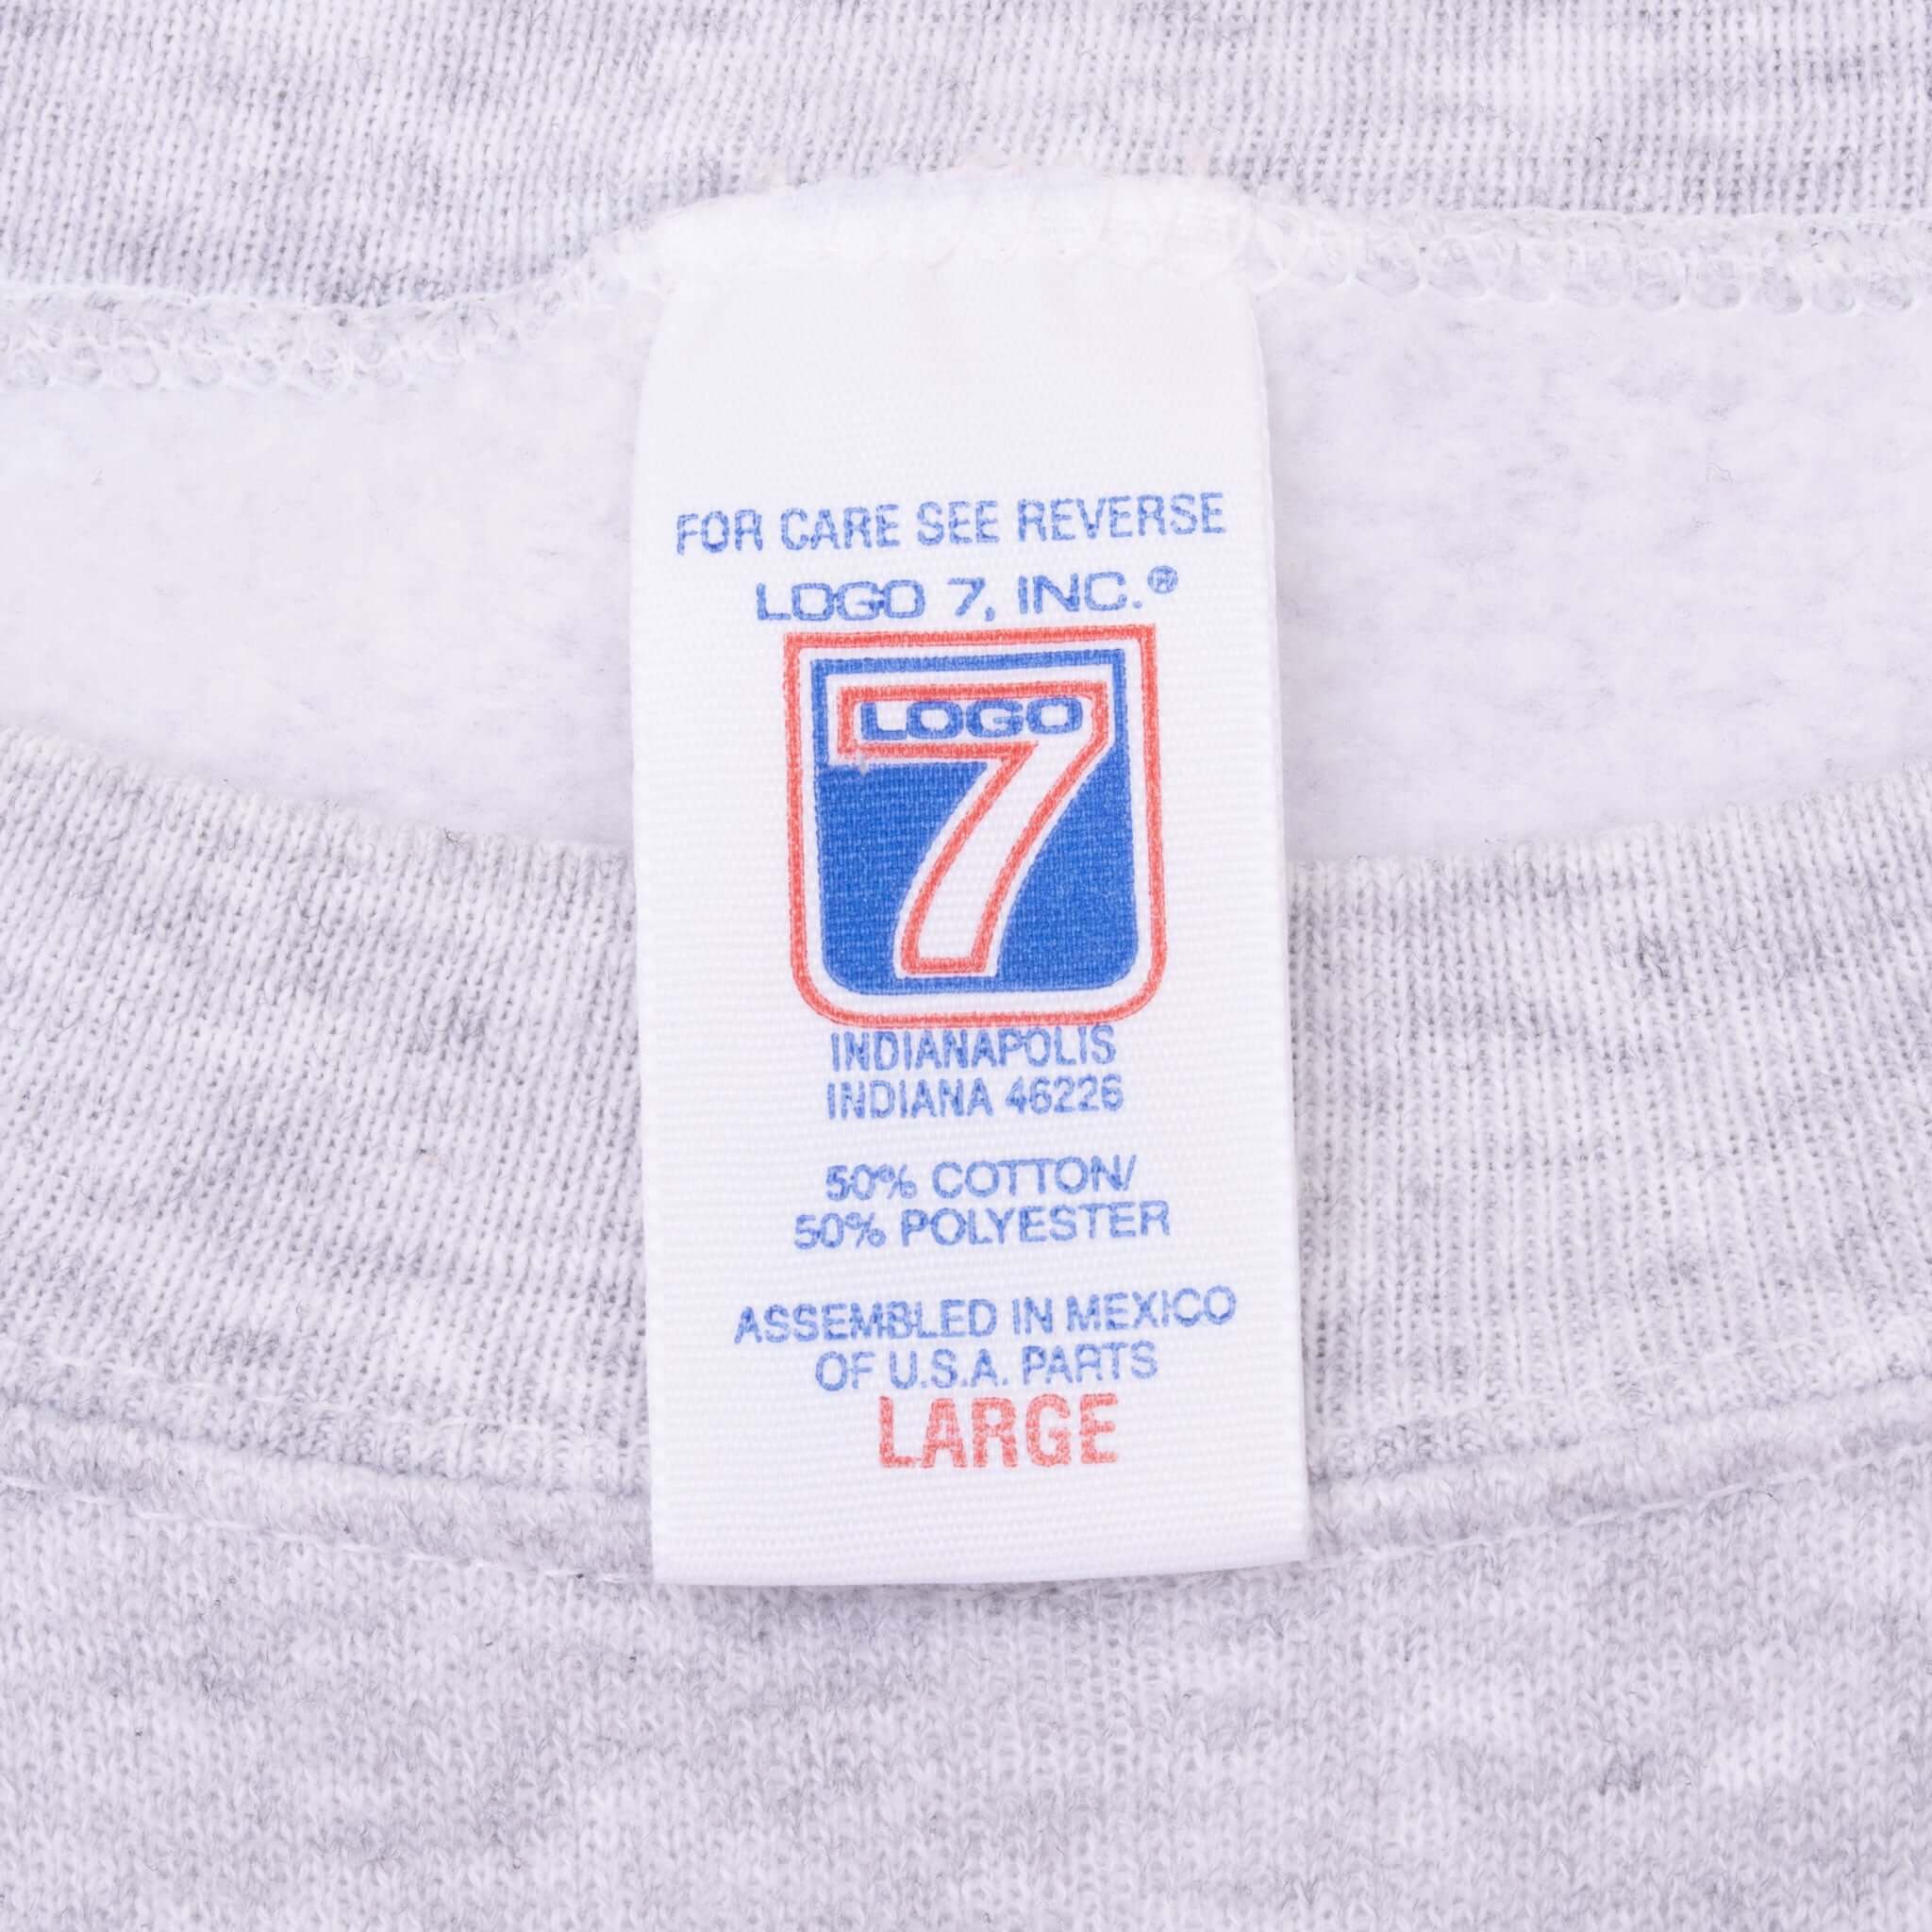 FOR CARE SEE REVERSE
LOGO 7, INC.®
LOGO
7
INDIANAPOLIS
INDIANA 46226
50% COTTON/
50% POLYESTER
ASSEMBLED IN MEXICO
OF U.S.A. PARTS
LARGE